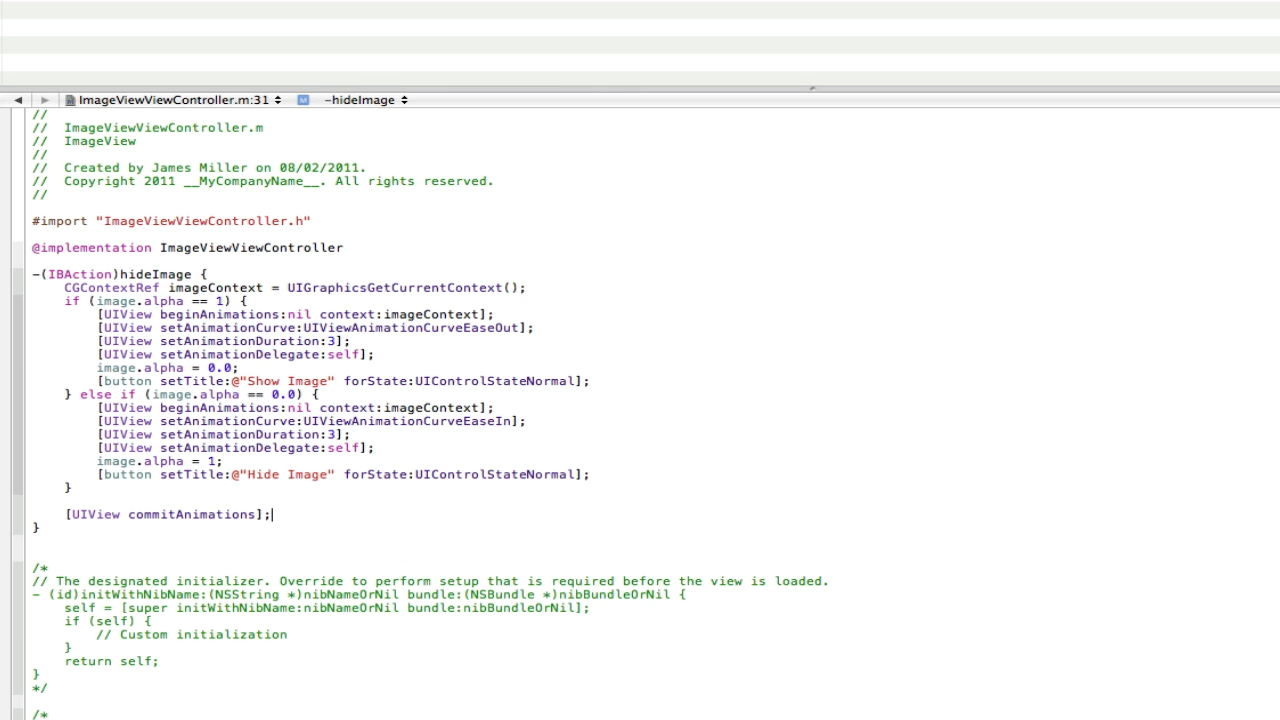 ImageViewViewController.m:31 M -hideImage
//
//  ImageViewViewController.m
//  ImageView
//
//  Created by James Miller on 08/02/2011.
//  Copyright 2011 __MyCompanyName__. All rights reserved.
//
#import "ImageViewViewController.h"
@implementation ImageViewViewController
-(IBAction)hideImage {
    CGContextRef imageContext = UIGraphicsGetCurrentContext();
    if (image.alpha == 1) {
        [UIView beginAnimations:nil context:imageContext];
        [UIView setAnimationCurve:UIViewAnimationCurveEaseOut];
        [UIView setAnimationDuration:3];
        [UIView setAnimationDelegate:self];
        image.alpha = 0.0;
        [button setTitle:@"Show Image" forState:UIControlStateNormal];
    } else if (image.alpha == 0.0) {
        [UIView beginAnimations:nil context:imageContext];
        [UIView setAnimationCurve:UIViewAnimationCurveEaseIn];
        [UIView setAnimationDuration:3];
        [UIView setAnimationDelegate:self];
        image.alpha = 1;
        [button setTitle:@"Hide Image" forState:UIControlStateNormal];
    }
    [UIView commitAnimations];
}
/*
// The designated initializer. Override to perform setup that is required before the view is loaded.
- (id)initWithNibName:(NSString *)nibNameOrNil bundle:(NSBundle *)nibBundleOrNil {
    self = [super initWithNibName:nibNameOrNil bundle:nibBundleOrNil];
    if (self) {
        // Custom initialization
    }
    return self;
}
*/
/*